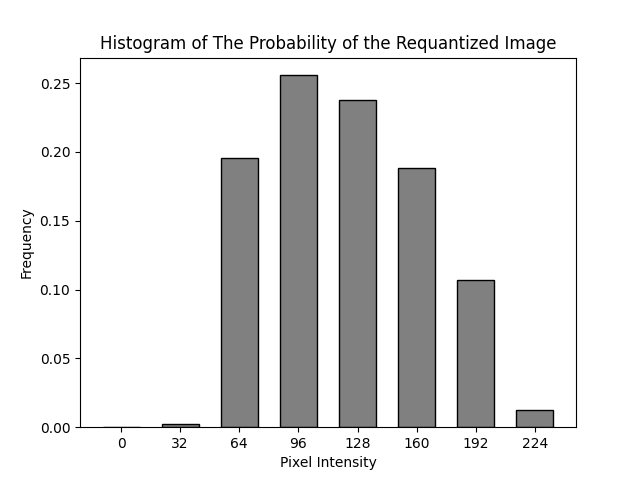 Histogram of The Probability of the Requantized Image
0.25
0.20
0.15
0.10
0.05
0.00
Frequency
0 32 64 96 128 160 192 224
Pixel Intensity